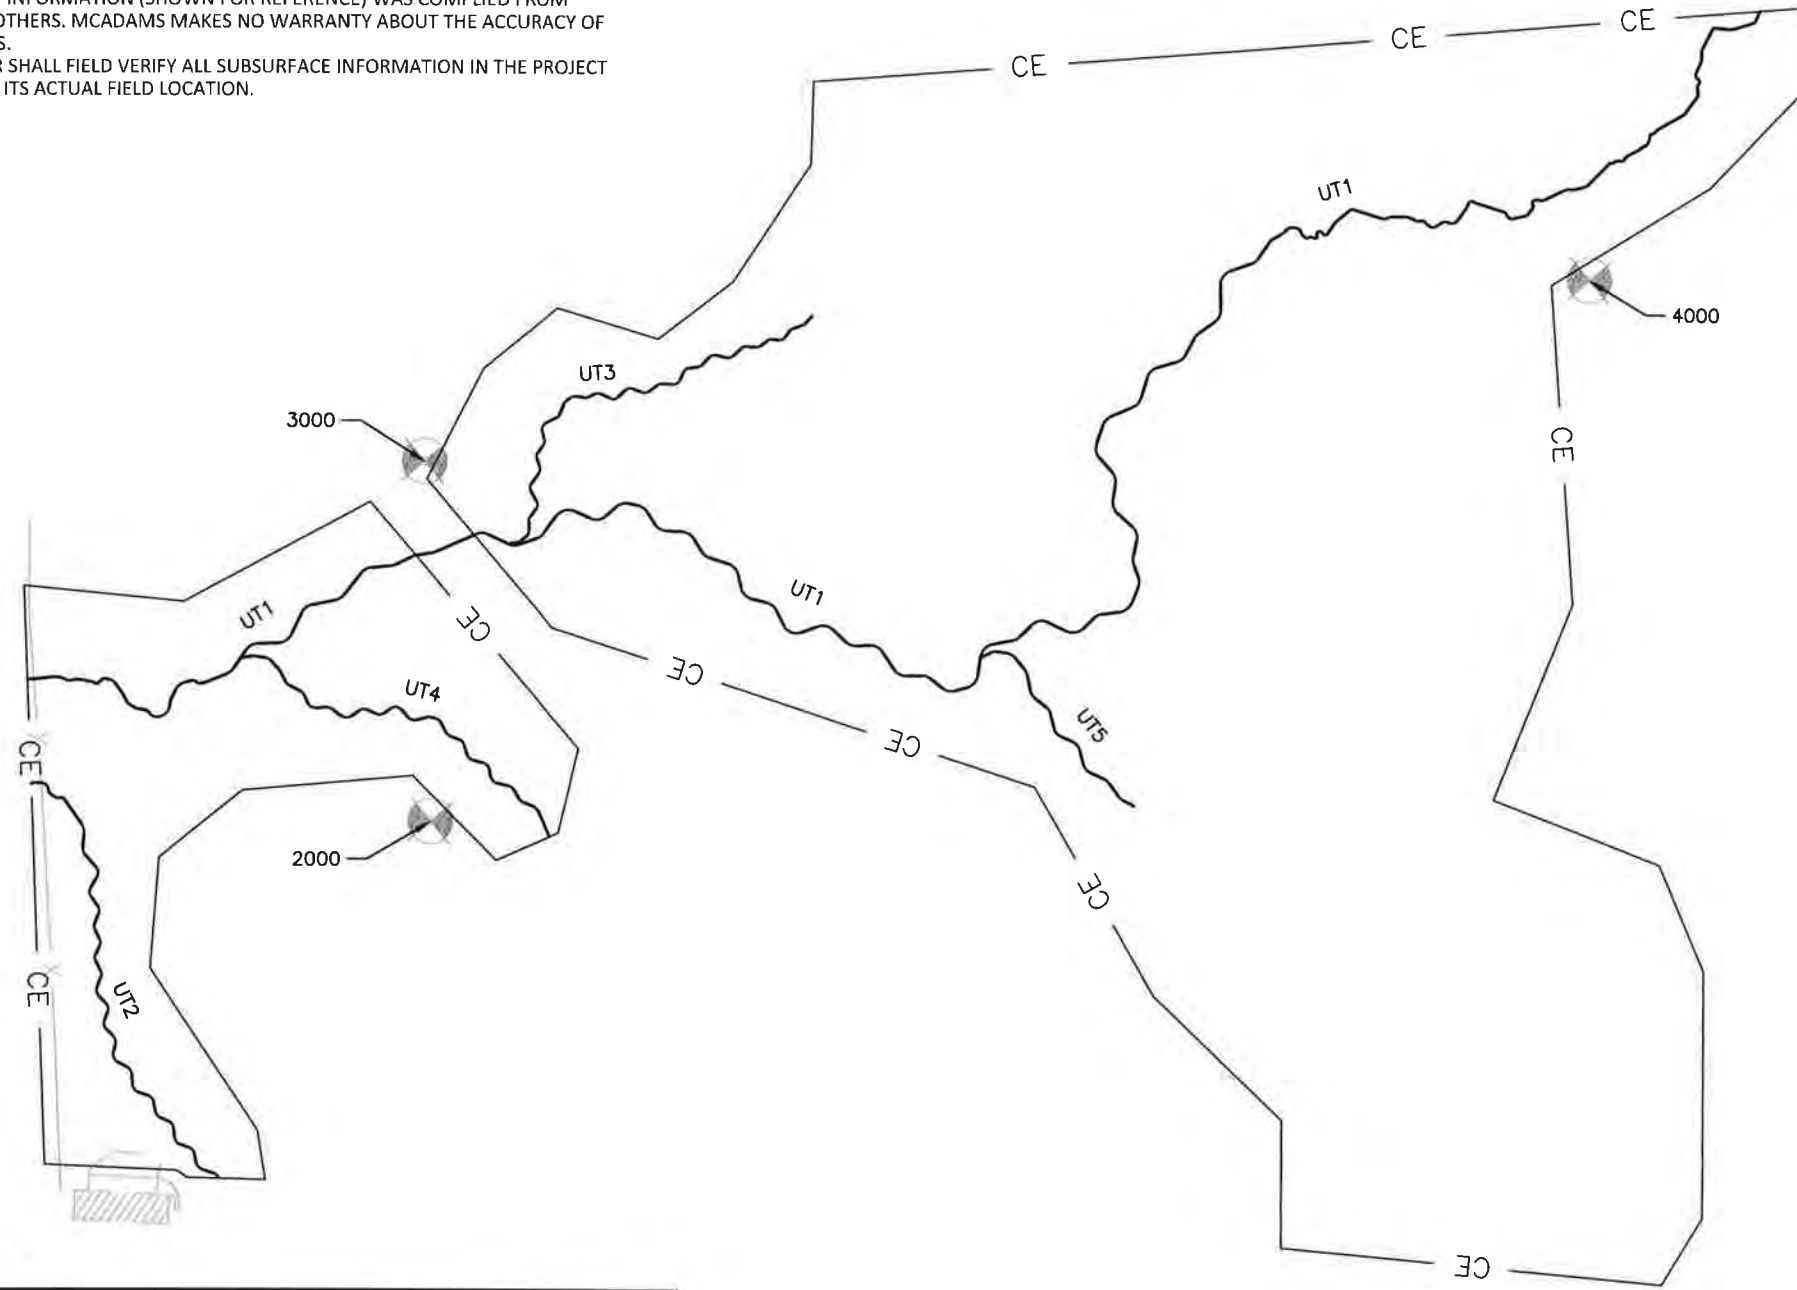 INFORMATION (SHOWN FOR REFERENCE) WAS COMPILED FROM
OTHERS. MCADAMS MAKES NO WARRANTY ABOUT THE ACCURACY OF
S.
R SHALL FIELD VERIFY ALL SUBSURFACE INFORMATION IN THE PROJECT
ITS ACTUAL FIELD LOCATION.
CE
CE
CE
UT1
4000
UT3
3000
CE
UT1
UT1
CE
CE
UT4
CE
UT5
CE
2000
CE
CE
UT2
CE